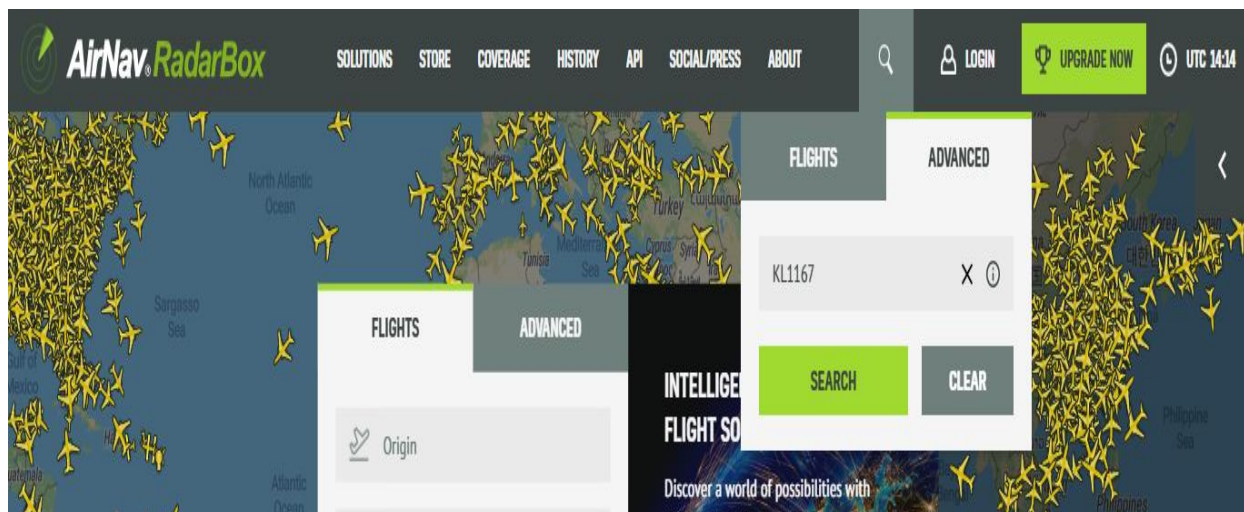 AirNav® RadarBox
SOLUTIONS STORE COVERAGE HISTORY API SOCIAL/PRESS ABOUT
LOGIN
UPGRADE NOW
UTC 14:14
FLIGHTS ADVANCED
KL1167
SEARCH CLEAR
North Atlantic
Ocean
Sargasso
Sea
Gulf of
Mexico
Atlantic
Ocean
Tunisia
Sea
Turkey
Cyprus Syria
South Korea Japan
Philippine
Sea
Philippines
FLIGHTS ADVANCED
Origin
INTELLIGE
FLIGHT SO
Discover a world of possibilities with